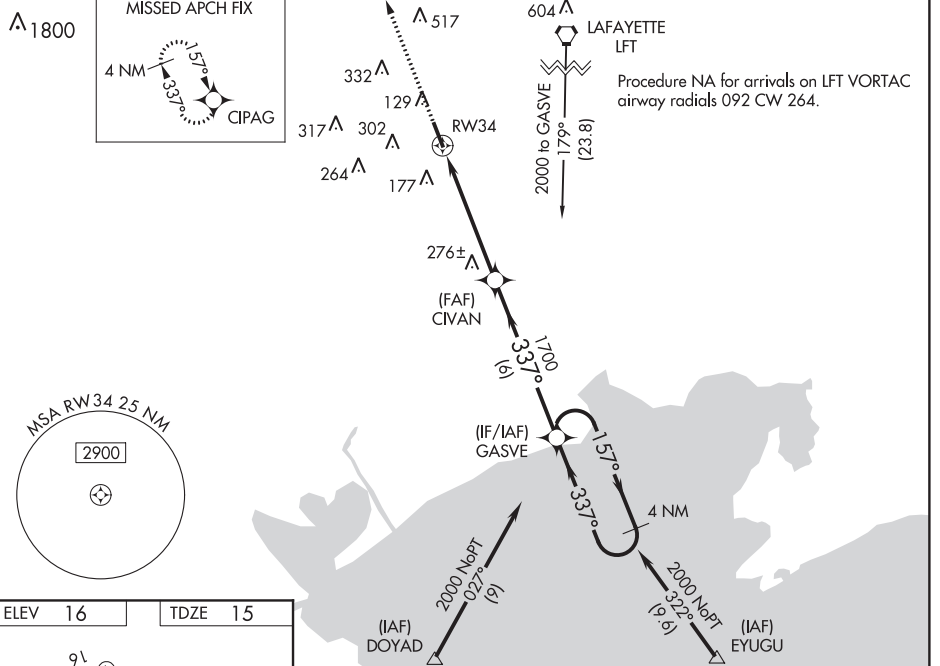 MISSED APCH FIX
1800
157°
4 NM
337°
CIPAG
517
604
LAFAYETTE
LFT
332
129
Procedure NA for arrivals on LFT VORTAC
airway radials 092 CW 264.
2000 to GASVE
179°
(23.8)
317
302
RW34
264
177
276±
(FAF)
CIVAN
1700
337°
(6)
MSA RW34 25 NM
2900
(IF/IAF)
GASVE
157°
337°
4 NM
2000 NoPT
027°
(9)
2000 NoPT
322°
(9.6)
(IAF)
DOYAD
(IAF)
EYUGU
ELEV 16
TDZE 15
16